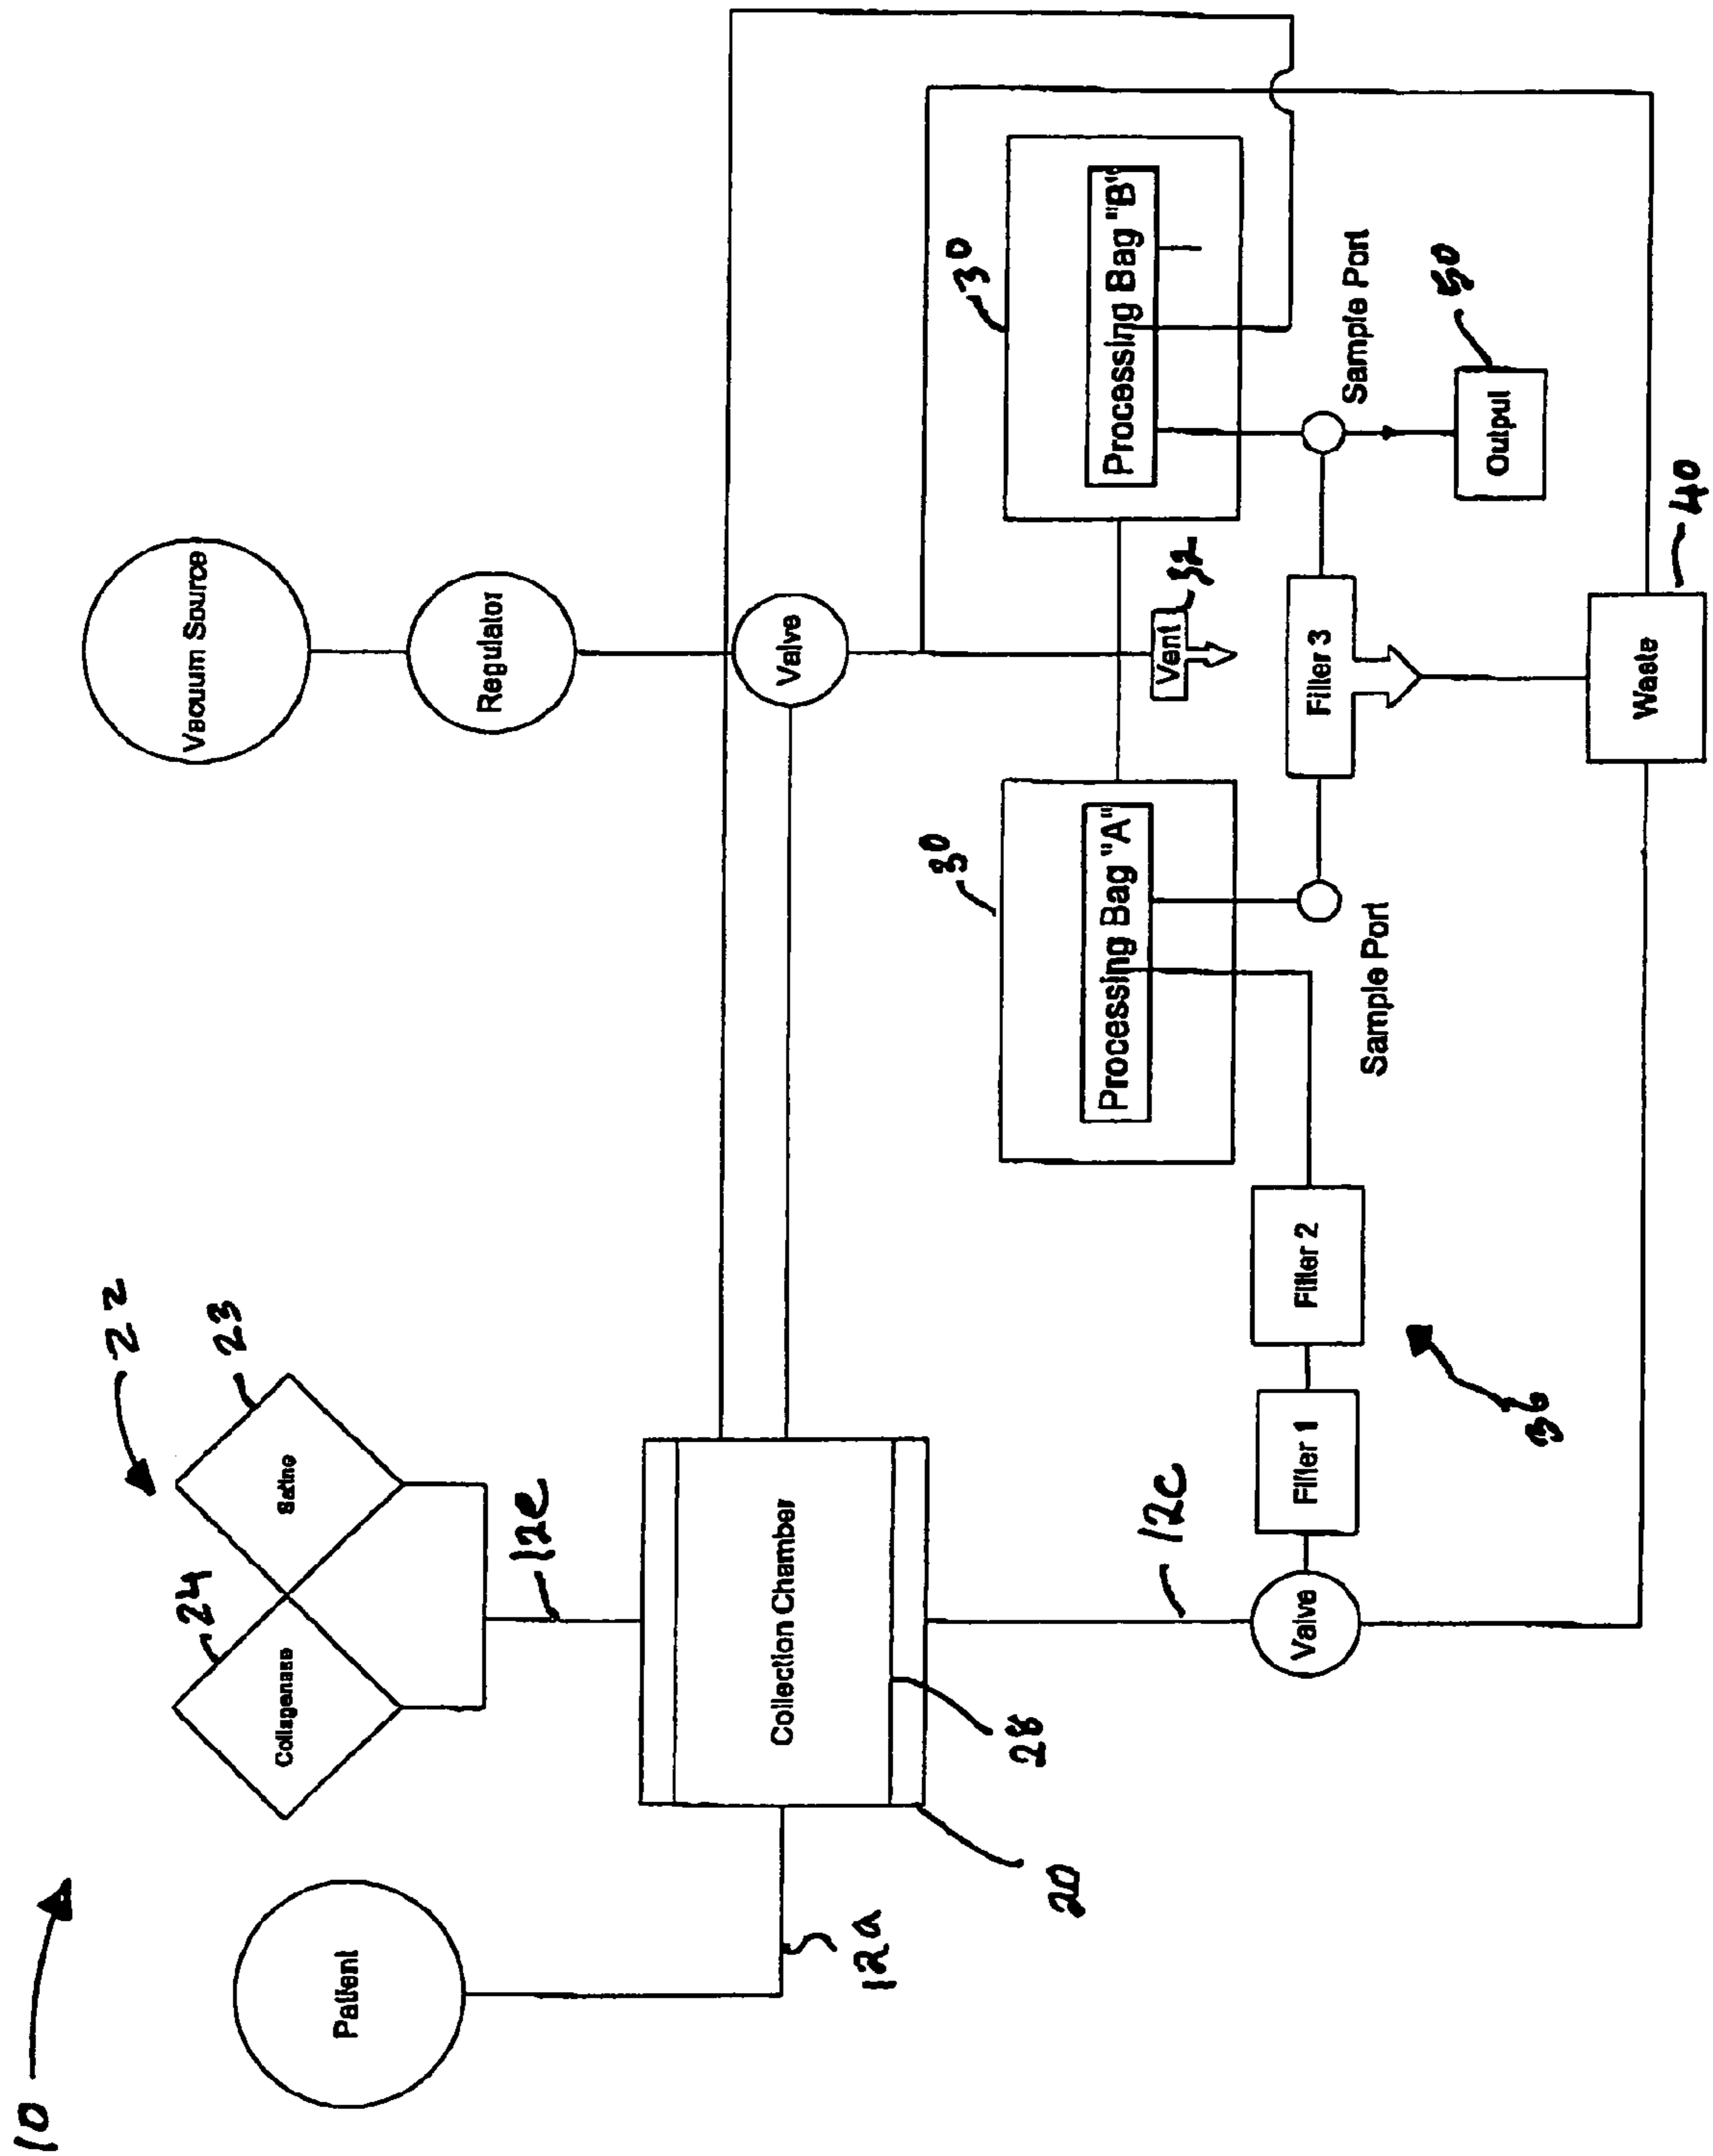 10
Patient
12a
22
24
Collagenase
23
Saline
12e
Collection Chamber
20
28
12c
Valve
Filter 1
Filter 2
36
Vacuum Source
Regulator
Valve
30
Processing Bag "A"
Sample Port
Vent
32
Filter 3
30
Processing Bag "B"
Sample Port
Output
50
Waste
40